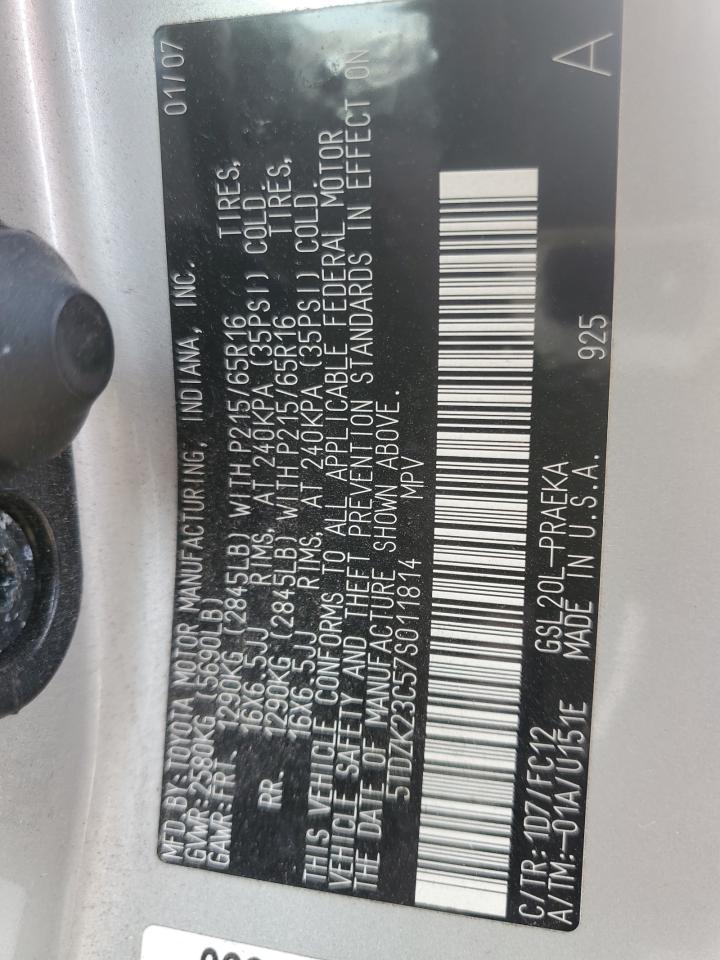 MFD BY:TOYOTA MOTOR MANUFACTURING, INDIANA, INC. 01/07
GVWR:2580KG (5690LB)
GAWR:FRT. 1290KG (2845LB) WITH P215/65R16 TIRES,
16X6.5JJ RIMS, AT 240KPA (35PSI) COLD.
RR. 1290KG (2845LB) WITH P215/65R16 TIRES,
16X6.5JJ RIMS, AT 240KPA (35PSI) COLD.
THIS VEHICLE CONFORMS TO ALL APPLICABLE FEDERAL MOTOR
VEHICLE SAFETY AND THEFT PREVENTION STANDARDS IN EFFECT ON
THE DATE OF MANUFACTURE SHOWN ABOVE.
5TDZK23C57S011814 MPV
C/TR: 1D7/FC12 GSL20L-PRAEKA 925 A
A/TM:-01A/U151E MADE IN U.S.A.